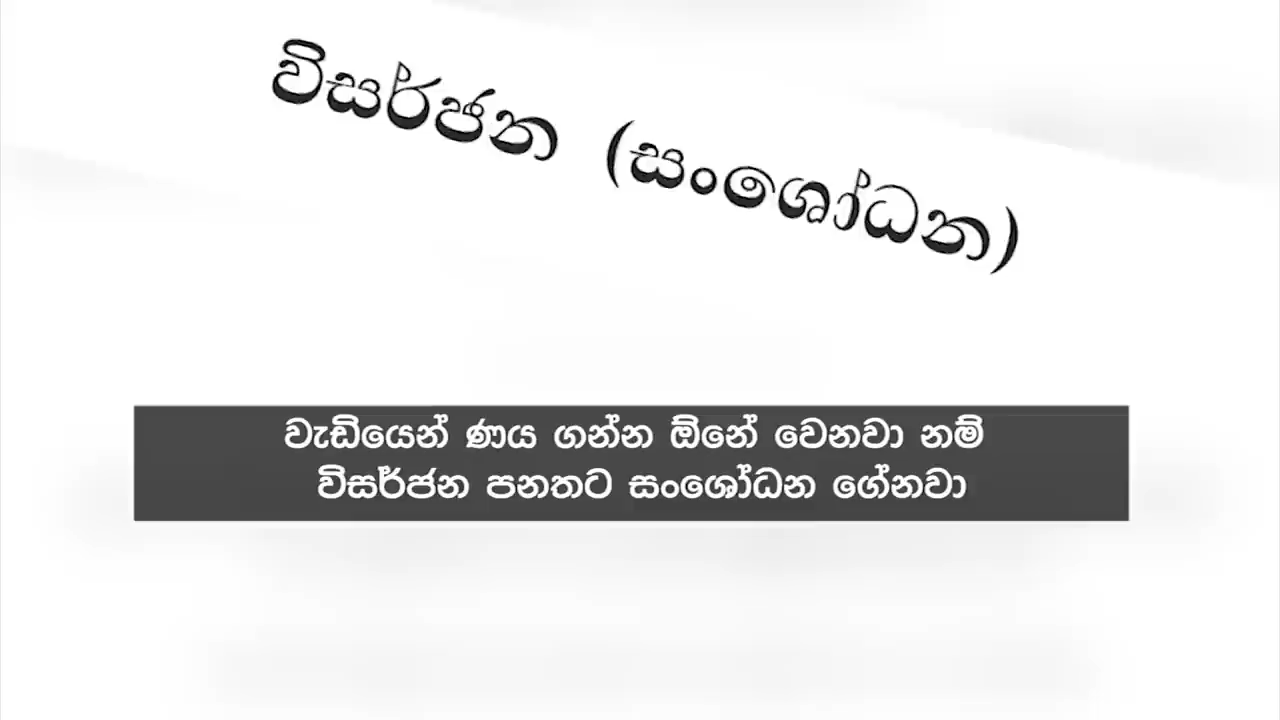 විසර්ජන (සංශෝධන)
වැඩියෙන් ණය ගන්න ඕනේ වෙනවා නම්
විසර්ජන පනතට සංශෝධන ගේනවා